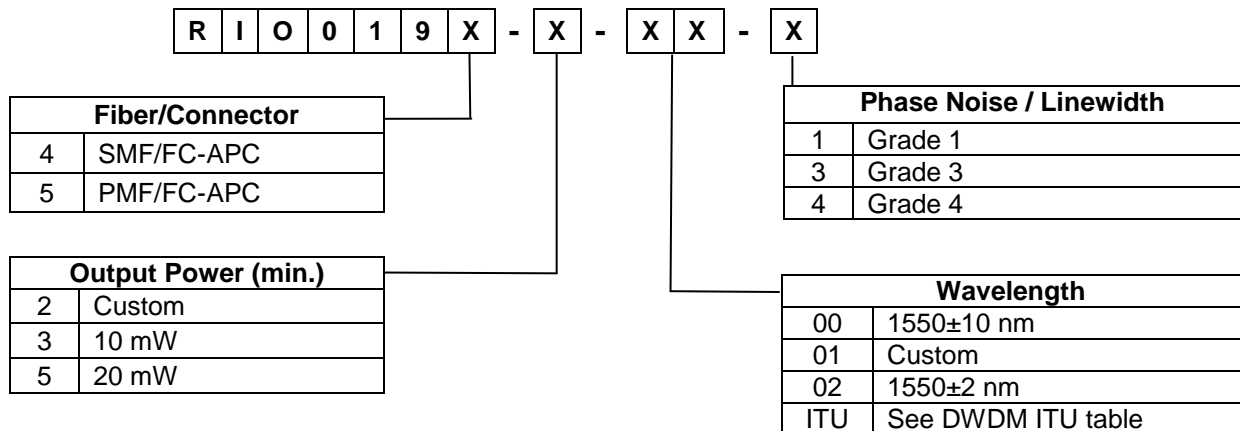 R I O 0 1 9 X - X - X X - X
Fiber/Connector
4 SMF/FC-APC
5 PMF/FC-APC
Phase Noise / Linewidth
1 Grade 1
3 Grade 3
4 Grade 4
Output Power (min.)
2 Custom
3 10 mW
5 20 mW
Wavelength
00 1550±10 nm
01 Custom
02 1550±2 nm
ITU See DWDM ITU table